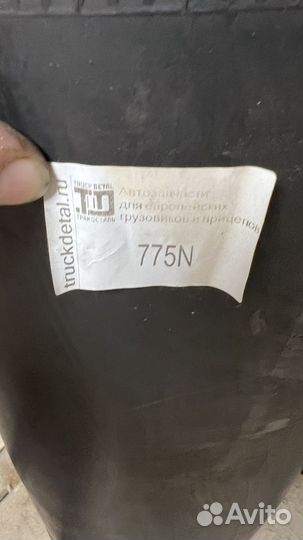 truckdetal.ru
TRUCK DETAL
ТРАКДЕТАЛЬ
Автозапчасти
для европейских
грузовиков и прицепов
775N
Avito